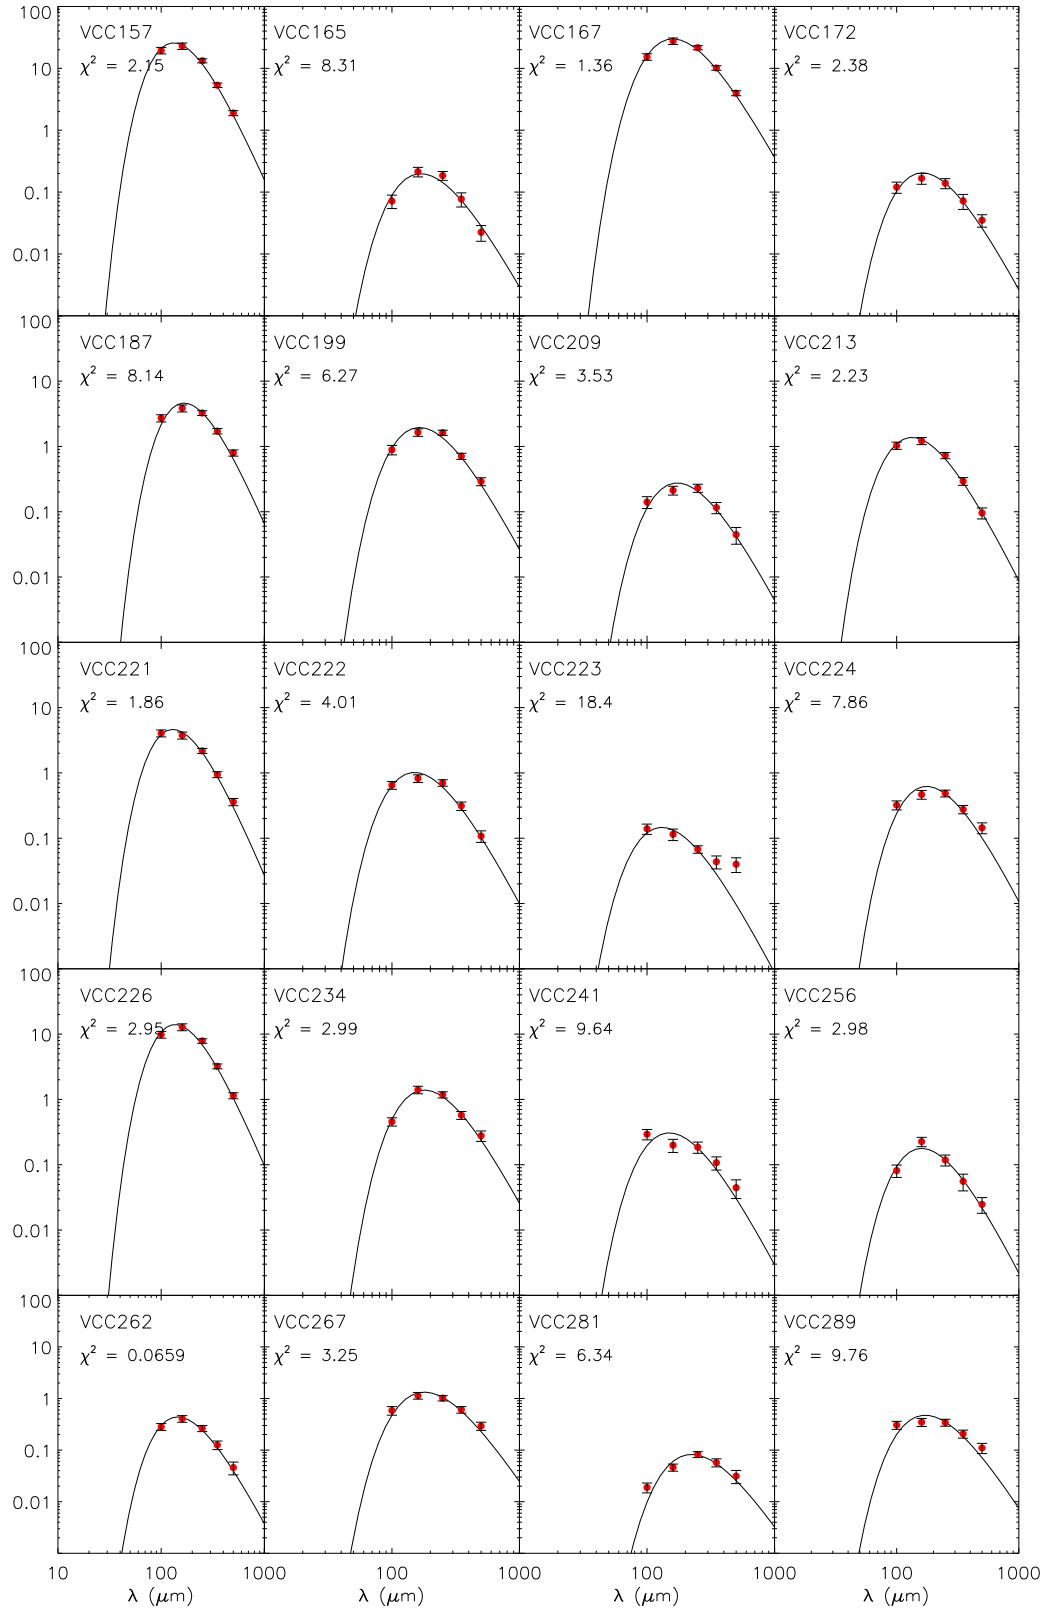 100
VCC157
VCC165
VCC167
VCC172
χ² = 2.15
χ² = 8.31
χ² = 1.36
χ² = 2.38
10
1
0.1
0.01
100
VCC187
VCC199
VCC209
VCC213
χ² = 8.14
χ² = 6.27
χ² = 3.53
χ² = 2.23
10
1
0.1
0.01
100
VCC221
VCC222
VCC223
VCC224
χ² = 1.86
χ² = 4.01
χ² = 18.4
χ² = 7.86
10
1
0.1
0.01
100
VCC226
VCC234
VCC241
VCC256
χ² = 2.95
χ² = 2.99
χ² = 9.64
χ² = 2.98
10
1
0.1
0.01
100
VCC262
VCC267
VCC281
VCC289
χ² = 0.0659
χ² = 3.25
χ² = 6.34
χ² = 9.76
10
1
0.1
0.01
10 100 1000 100 1000 100 1000 100 1000
λ (μm) λ (μm) λ (μm) λ (μm)